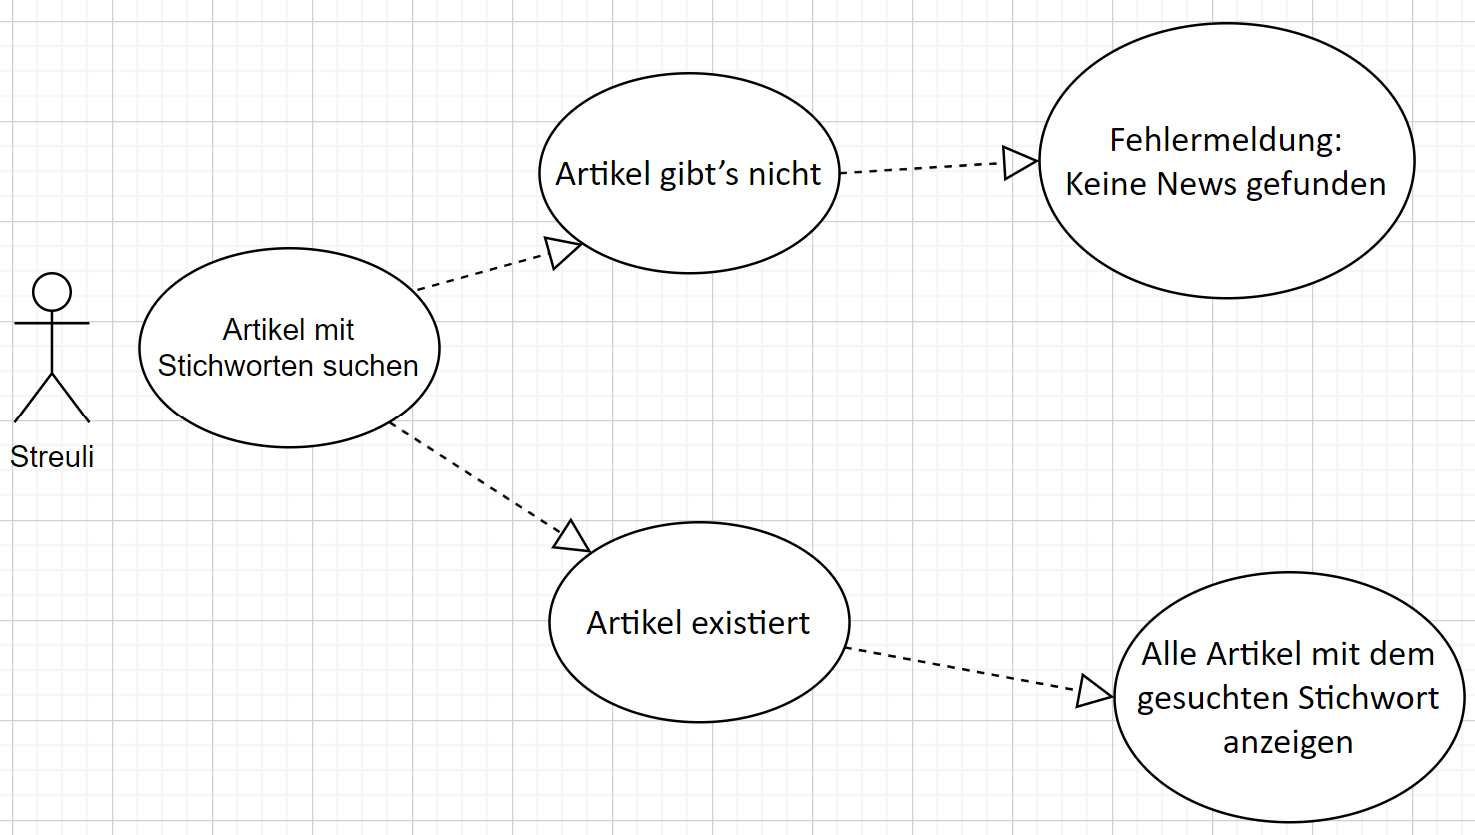 Streuli
Artikel mit
Stichworten suchen
Artikel gibt’s nicht
Fehlermeldung:
Keine News gefunden
Artikel existiert
Alle Artikel mit dem
gesuchten Stichwort
anzeigen